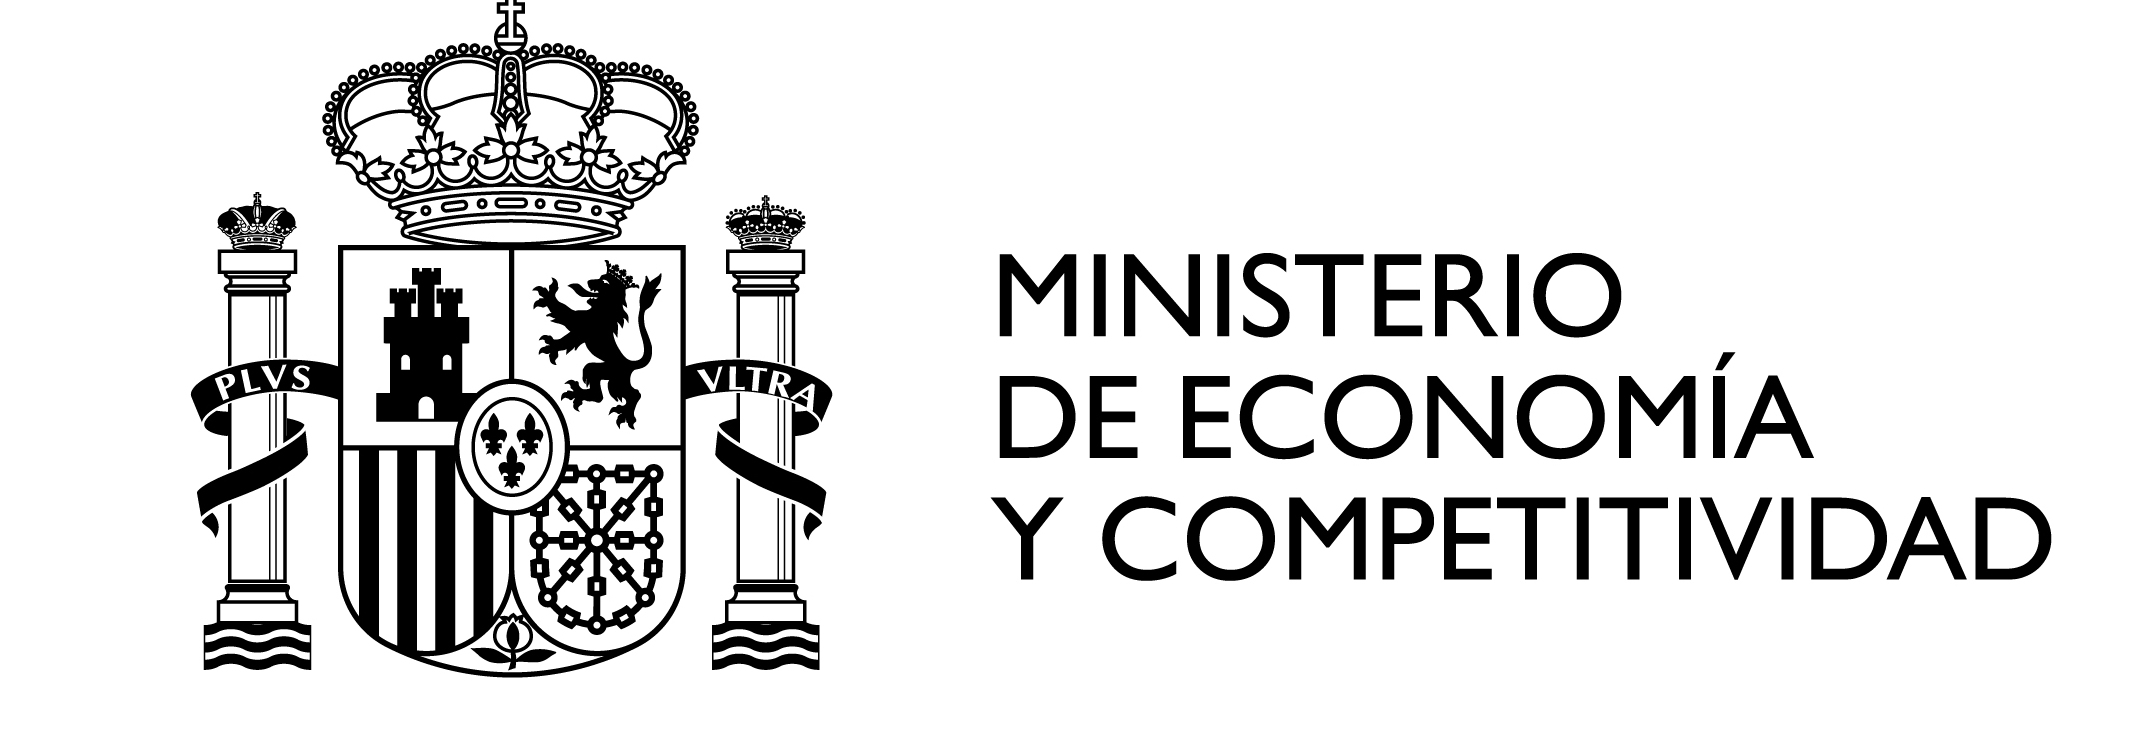 PLVS
VLTRA
MINISTERIO
DE ECONOMÍA
Y COMPETITIVIDAD